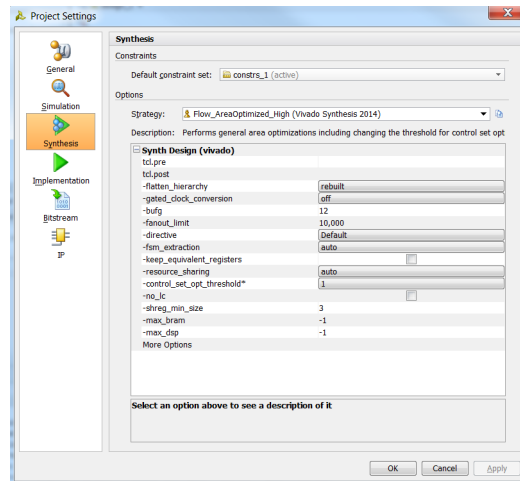 Project Settings
General
Simulation
Synthesis
Implementation
Bitstream
IP
Synthesis
Constraints
Default constraint set: constrs_1 (active)
Options
Strategy: Flow_AreaOptimized_High (Vivado Synthesis 2014)
Description: Performs general area optimizations including changing the threshold for control set opt
Synth Design (vivado)
tcl.pre
tcl.post
-flatten_hierarchy rebuilt
-gated_clock_conversion off
-bufg 12
-fanout_limit 10,000
-directive Default
-fsm_extraction auto
-keep_equivalent_registers
-resource_sharing auto
-control_set_opt_threshold* 1
-no_lc
-shreg_min_size 3
-max_bram -1
-max_dsp -1
More Options
Select an option above to see a description of it
OK Cancel Apply